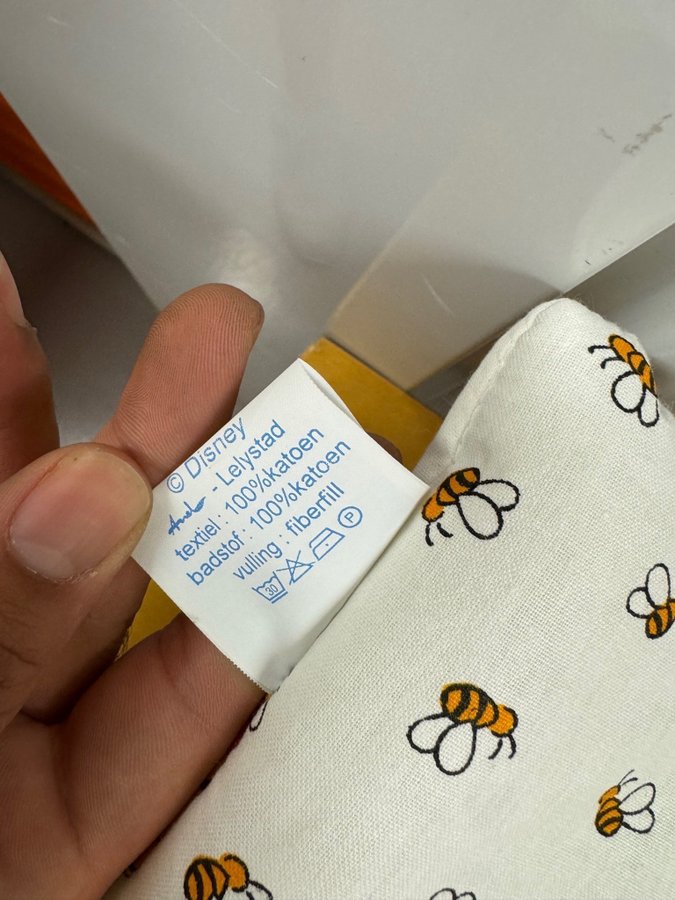 © Disney
- Lelystad
textiel : 100%katoen
badstof : 100%katoen
vulling : fiberfill
30 P